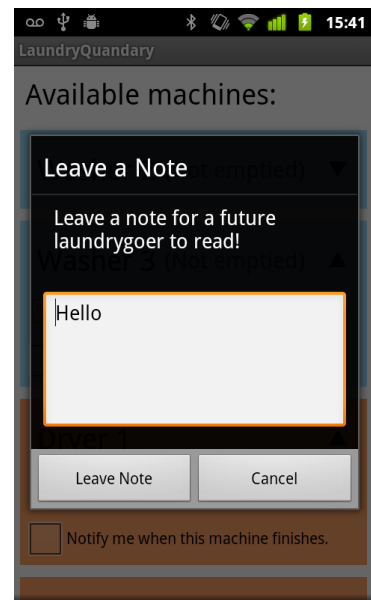 15:41
LaundryQuandary
Available machines:
Leave a Note
(Not emptied)
Leave a note for a future
laundrygoer to read!
Washer 3 (Not emptied)
Hello
Dryer 1
Leave Note
Cancel
Notify me when this machine finishes.